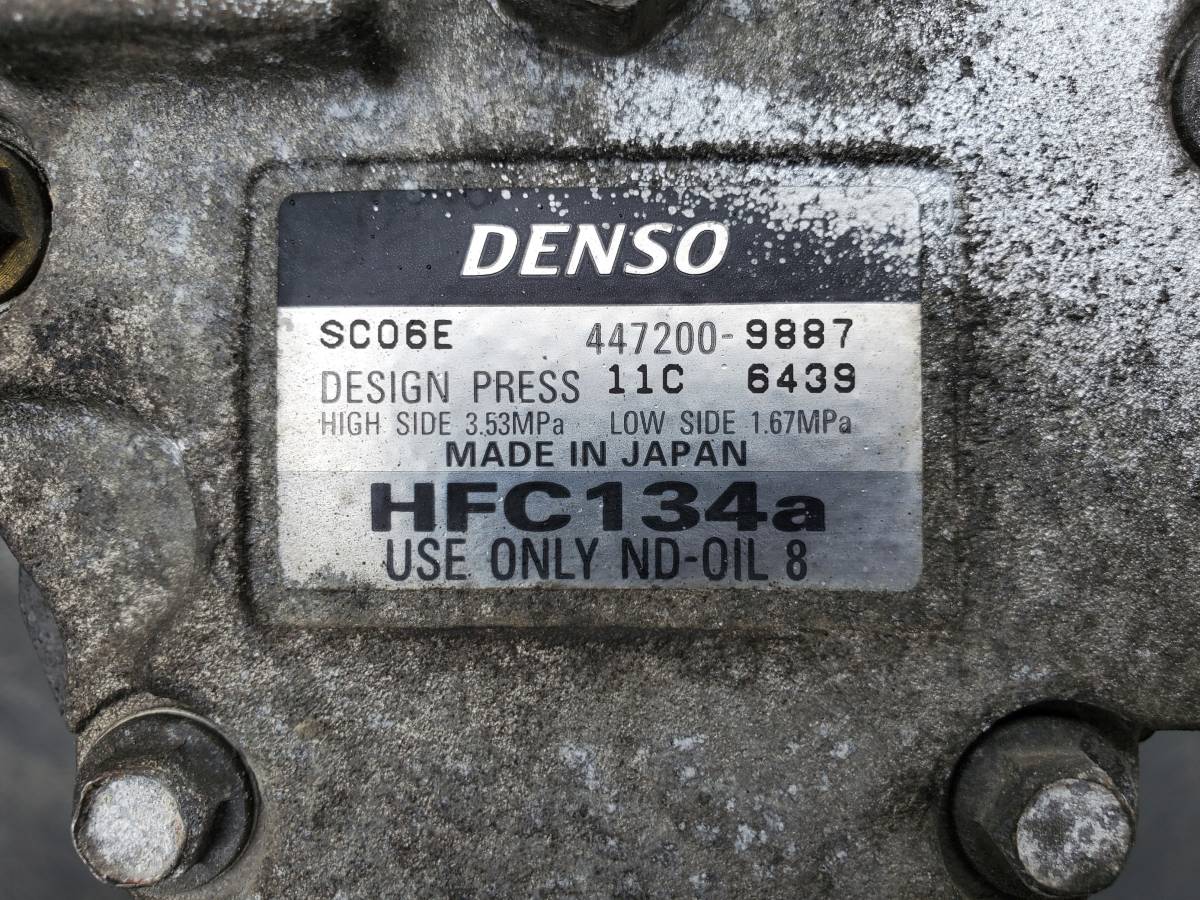 DENSO
SC06E 447200-9887
DESIGN PRESS 11C 6439
HIGH SIDE 3.53MPa LOW SIDE 1.67MPa
MADE IN JAPAN
HFC134a
USE ONLY ND-OIL 8